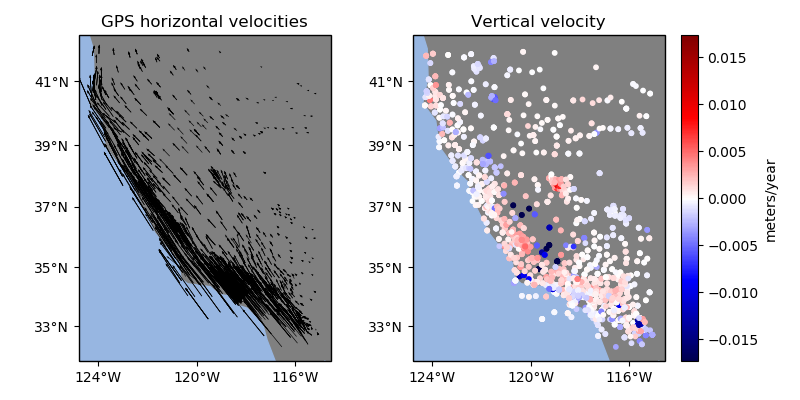 GPS horizontal velocities
41°N
39°N
37°N
35°N
33°N
124°W
120°W
116°W
Vertical velocity
41°N
39°N
37°N
35°N
33°N
124°W
120°W
116°W
0.015
0.010
0.005
0.000
−0.005
−0.010
−0.015
meters/year